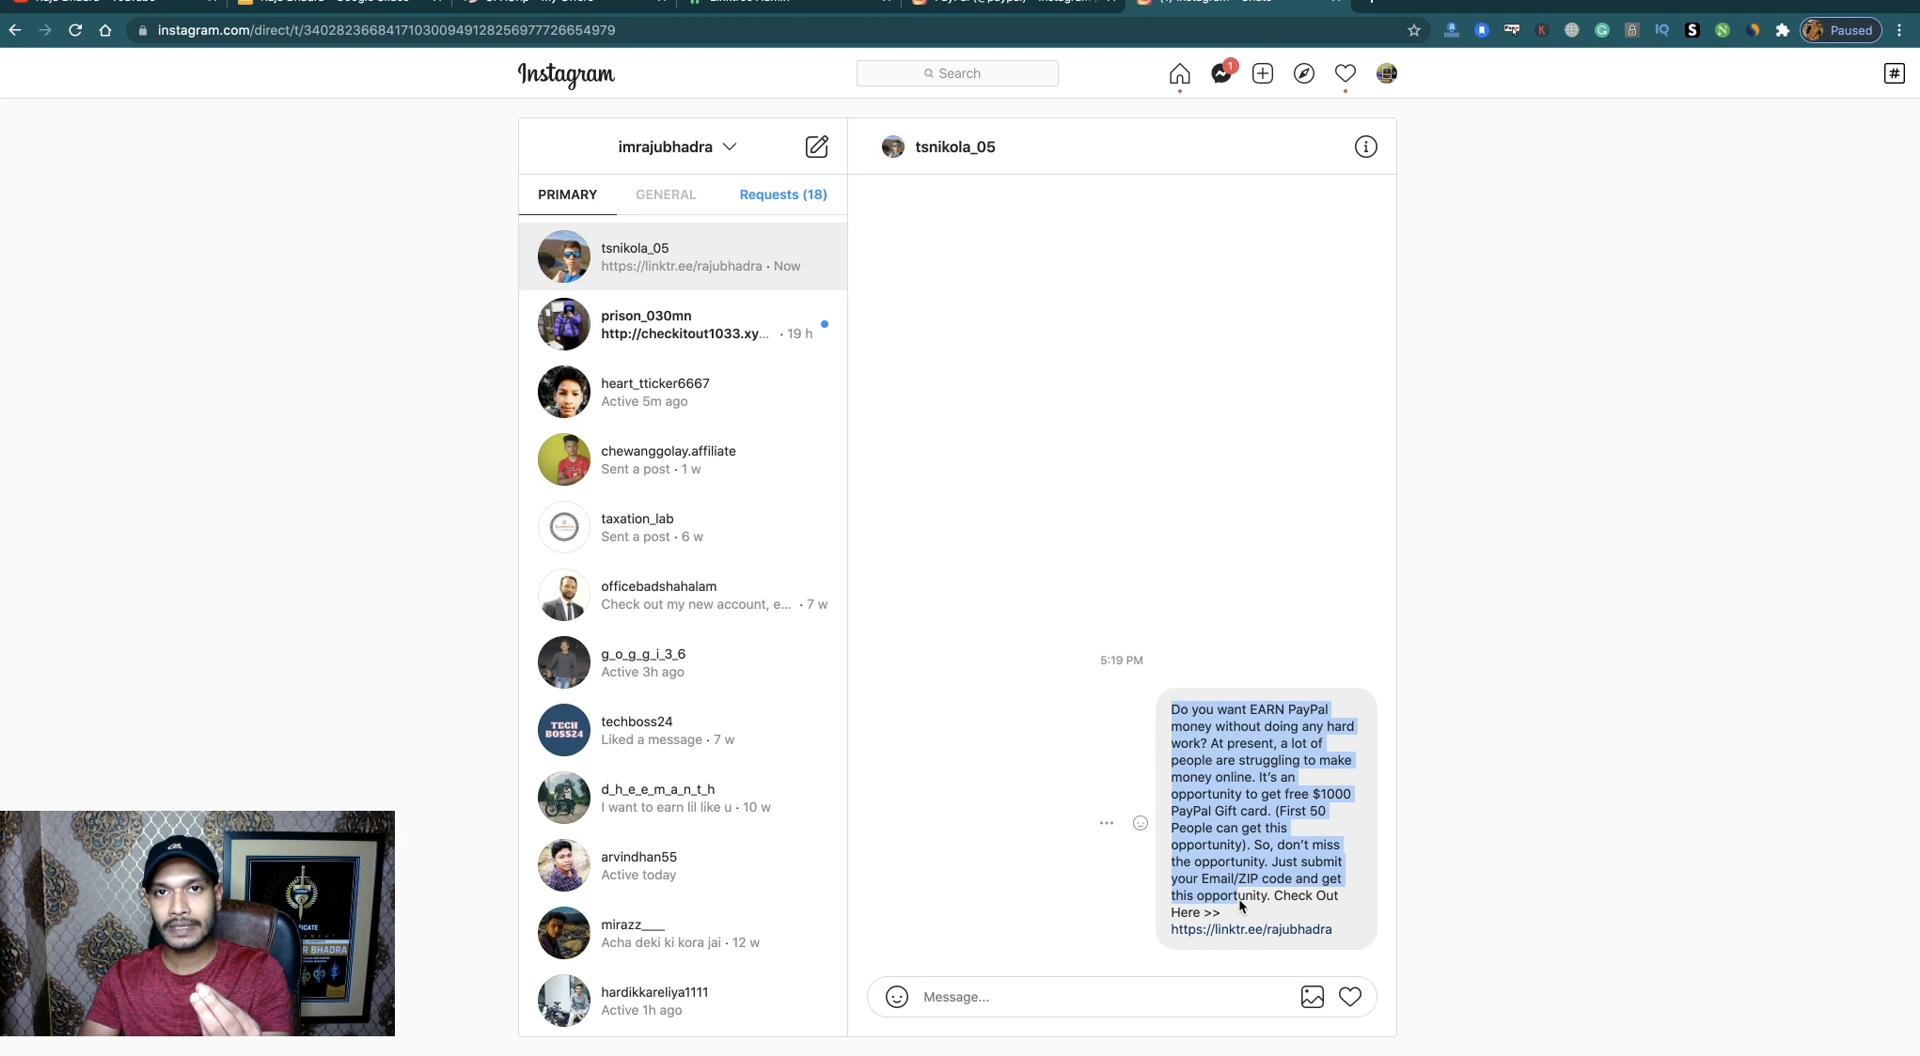 instagram.com/direct/t/340282366841710300949128256977726654979
Paused
Instagram
Search
1
imrajubhadra
PRIMARY
GENERAL
Requests (18)
tsnikola_05
https://linktr.ee/rajubhadra · Now
prison_030mn
http://checkitout1033.xy... · 19 h
heart_tticker6667
Active 5m ago
chewanggolay.affiliate
Sent a post · 1 w
taxation_lab
Sent a post · 6 w
officebadshahalam
Check out my new account, e... · 7 w
g_o_g_g_i_3_6
Active 3h ago
TECH
BOSS24
techboss24
Liked a message · 7 w
d_h_e_e_m_a_n_t_h
I want to earn lil like u · 10 w
arvindhan55
Active today
mirazz____
Acha deki ki kora jai · 12 w
hardikkareliya1111
Active 1h ago
tsnikola_05
5:19 PM
Do you want EARN PayPal
money without doing any hard
work? At present, a lot of
people are struggling to make
money online. It's an
opportunity to get free $1000
PayPal Gift card. (First 50
People can get this
opportunity). So, don't miss
the opportunity. Just submit
your Email/ZIP code and get
this opportunity. Check Out
Here >>
https://linktr.ee/rajubhadra
Message...